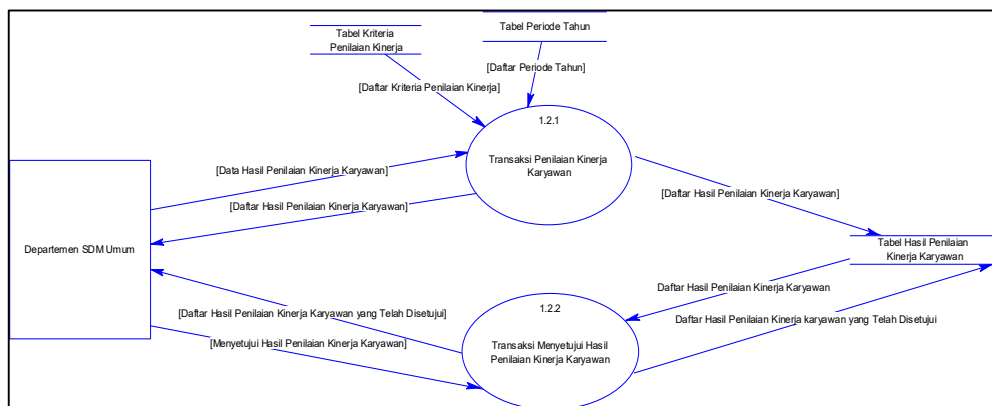 Tabel Kriteria
Penilaian Kinerja
Tabel Periode Tahun
[Daftar Periode Tahun]
[Daftar Kriteria Penilaian Kinerja]
1.2.1
Transaksi Penilaian Kinerja
Karyawan
[Data Hasil Penilaian Kinerja Karyawan]
[Daftar Hasil Penilaian Kinerja Karyawan]
[Daftar Hasil Penilaian Kinerja Karyawan]
Departemen SDM Umum
Tabel Hasil Penilaian
Kinerja Karyawan
Daftar Hasil Penilaian Kinerja Karyawan
1.2.2
[Daftar Hasil Penilaian Kinerja Karyawan yang Telah Disetujui]
Daftar Hasil Penilaian Kinerja karyawan yang Telah Disetujui
[Menyetujui Hasil Penilaian Kinerja Karyawan]
Transaksi Menyetujui Hasil
Penilaian Kinerja Karyawan